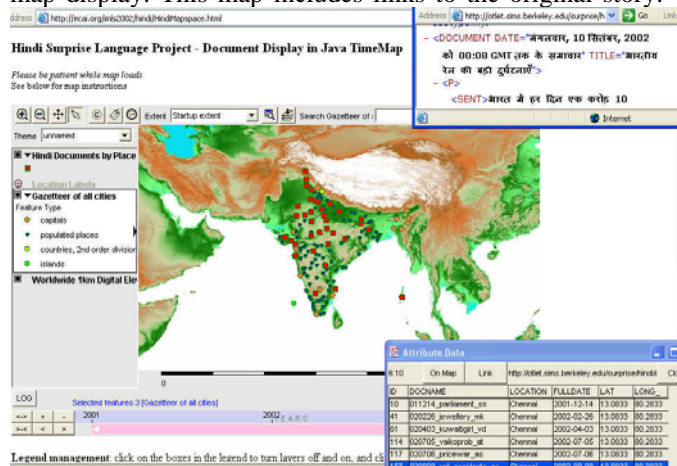 map display. This map includes links to the original story.
Address http://ecai.org/imls2002/hindi/HindiMapspace.html
Hindi Surprise Language Project - Document Display in Java TimeMap
Please be patient while map loads
See below for map instructions
Address http://otlet.sims.berkeley.edu/surprise/h Go Link
- <DOCUMENT DATE="मंगलवार, 10 सितंबर, 2002
को 00:08 GMT तक के समाचार" TITLE="भारतीय
रेल की बड़ी दुर्घटनाएँ">
- <P>
<SENT>भारत मे हर दिन एक करोड़ 10
Internet
Extent Startup extent Search Gazetteer of
Theme unnamed
Hindi Documents by Place
Location Labels
Gazetteer of all cities
Feature Type
capitals
populated places
countries, 2nd order division
islands
Worldwide 1km Digital Ele
0
LOG
Selected features 3 [Gazetteer of all cities]
2001 2002 YEARS
Attribute Data
6:10 On Map Link http://otlet.sims.berkeley.edu/surprise/hindi/ Clo
ID DOCNAME LOCATION FULLDATE LAT LONG_
10 011214_parliament_ss Chennai 2001-12-14 13.0833 80.2833
41 020226_jewellery_mk Chennai 2002-02-26 13.0833 80.2833
61 020403_kuwaitigirl_vd Chennai 2002-04-03 13.0833 80.2833
114 020705_vaikoprob_at Chennai 2002-07-05 13.0833 80.2833
117 020706_pricewar_as Chennai 2002-07-06 13.0833 80.2833
Legend management: click on the boxes in the legend to turn layers off and on, and cli